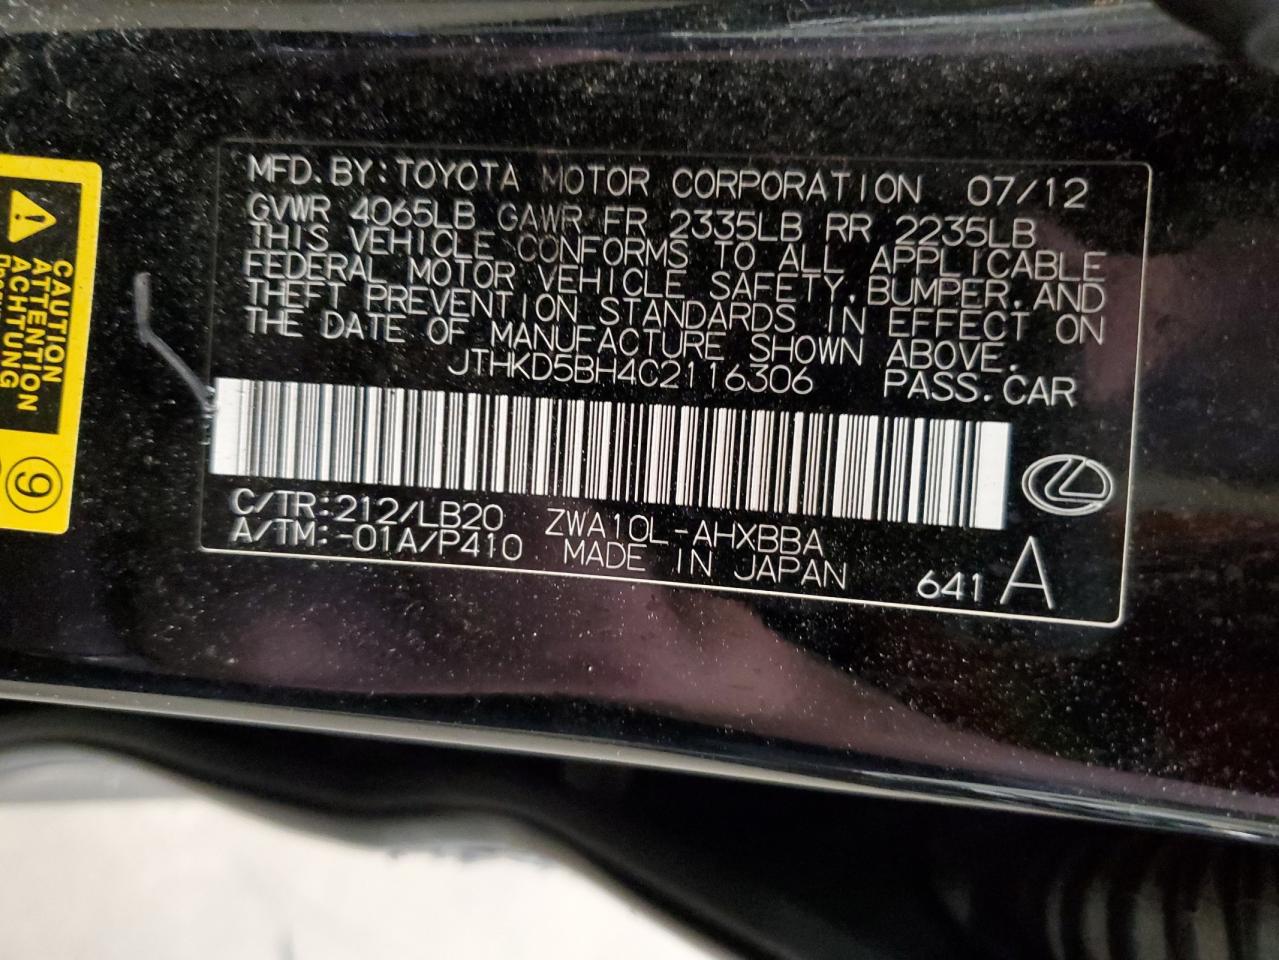 MFD. BY: TOYOTA MOTOR CORPORATION 07/12
GVWR 4065LB GAWR FR 2335LB RR 2235LB
THIS VEHICLE CONFORMS TO ALL APPLICABLE
FEDERAL MOTOR VEHICLE SAFETY, BUMPER, AND
THEFT PREVENTION STANDARDS IN EFFECT ON
THE DATE OF MANUFACTURE SHOWN ABOVE.
JTHKD5BH4C2116306 PASS. CAR
C/TR:212/LB20 ZWA10L-AHXBBA
A/TM:-01A/P410 MADE IN JAPAN 641 A
CAUTION
ATTENTION
ACHTUNG
9